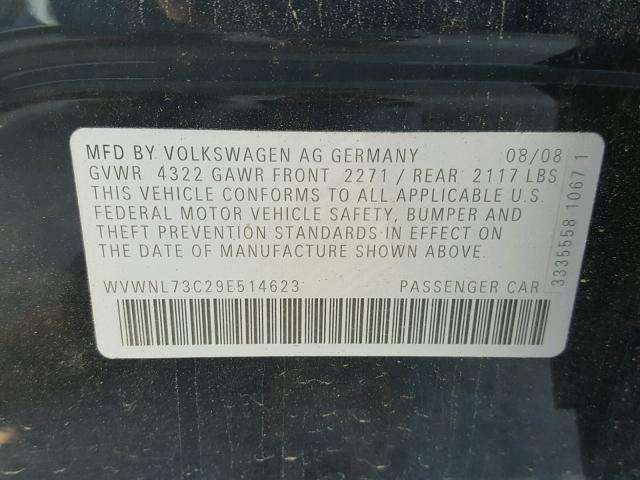 MFD BY VOLKSWAGEN AG GERMANY 08/08
GVWR 4322 GAWR FRONT 2271 / REAR 2117 LBS
THIS VEHICLE CONFORMS TO ALL APPLICABLE U.S.
FEDERAL MOTOR VEHICLE SAFETY, BUMPER AND
THEFT PREVENTION STANDARDS IN EFFECT ON
THE DATE OF MANUFACTURE SHOWN ABOVE.
WVWNL73C29E514623 PASSENGER CAR
3335558 10671